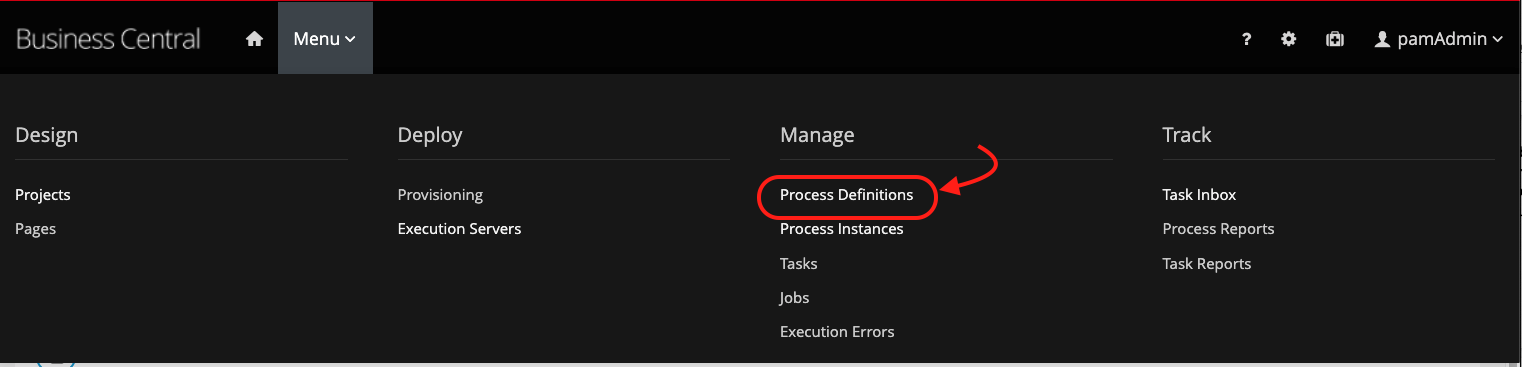 Business Central
Menu
?
pamAdmin
Design
Projects
Pages
Deploy
Provisioning
Execution Servers
Manage
Process Definitions
Process Instances
Tasks
Jobs
Execution Errors
Track
Task Inbox
Process Reports
Task Reports